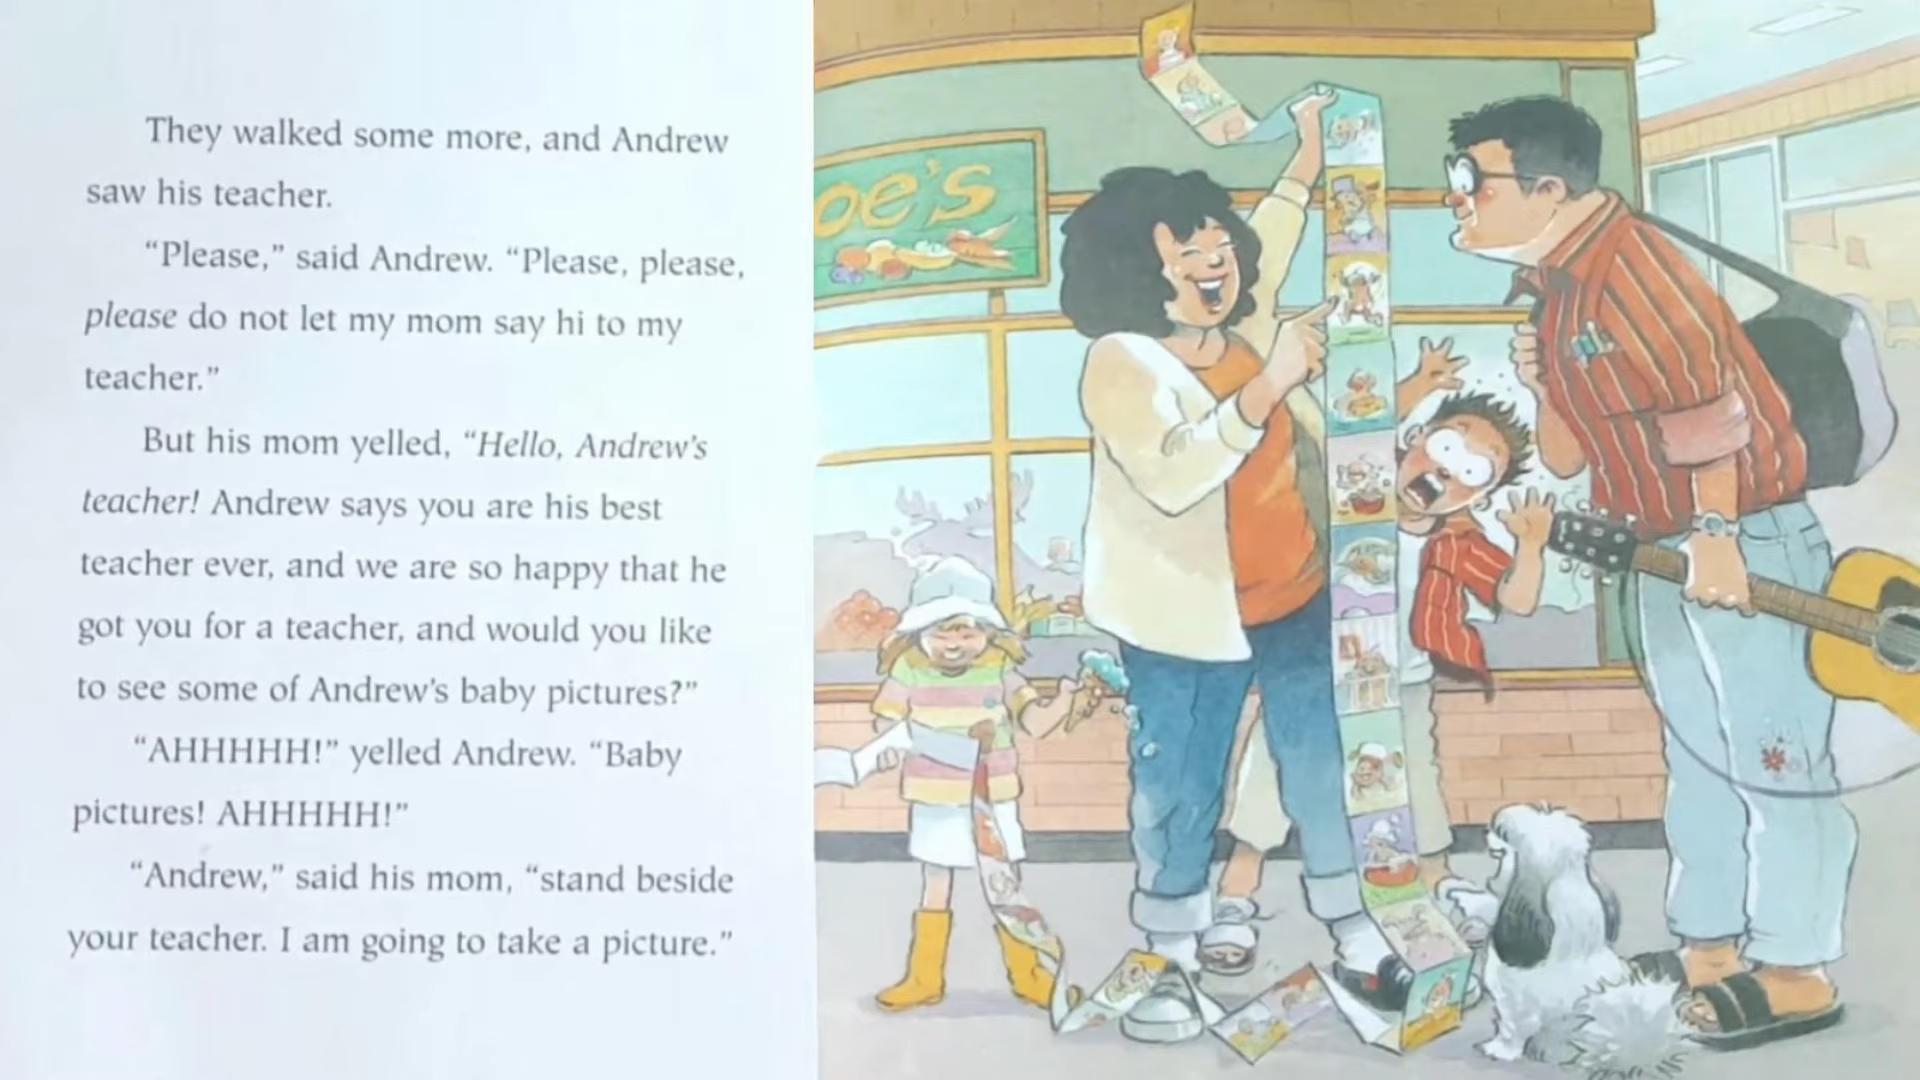 They walked some more, and Andrew
saw his teacher.
“Please,” said Andrew. “Please, please,
please do not let my mom say hi to my
teacher.”
But his mom yelled, “Hello, Andrew’s
teacher! Andrew says you are his best
teacher ever, and we are so happy that he
got you for a teacher, and would you like
to see some of Andrew’s baby pictures?”
“AHHHHH!” yelled Andrew. “Baby
pictures! AHHHHH!”
“Andrew,” said his mom, “stand beside
your teacher. I am going to take a picture.”
oe’s